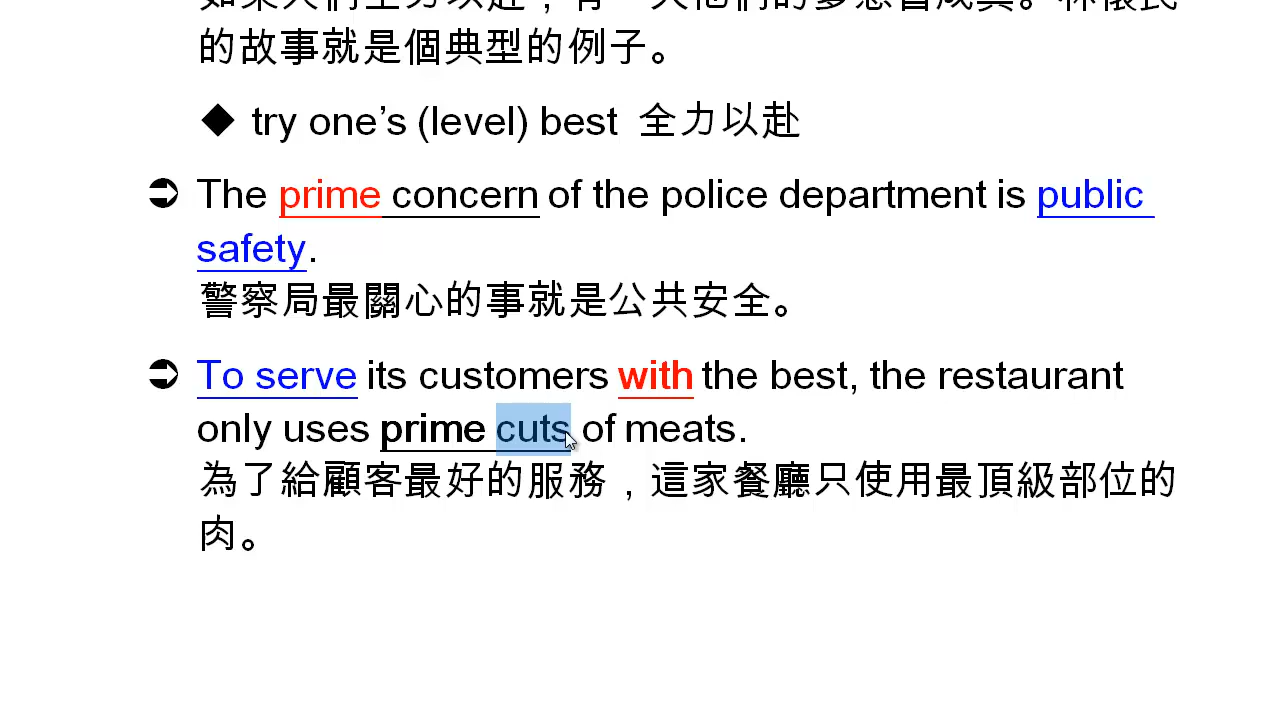 的故事就是個典型的例子。
◆ try one's (level) best 全力以赴
➲ The prime concern of the police department is public
safety.
警察局最關心的事就是公共安全。
➲ To serve its customers with the best, the restaurant
only uses prime cuts of meats.
為了給顧客最好的服務，這家餐廳只使用最頂級部位的
肉。